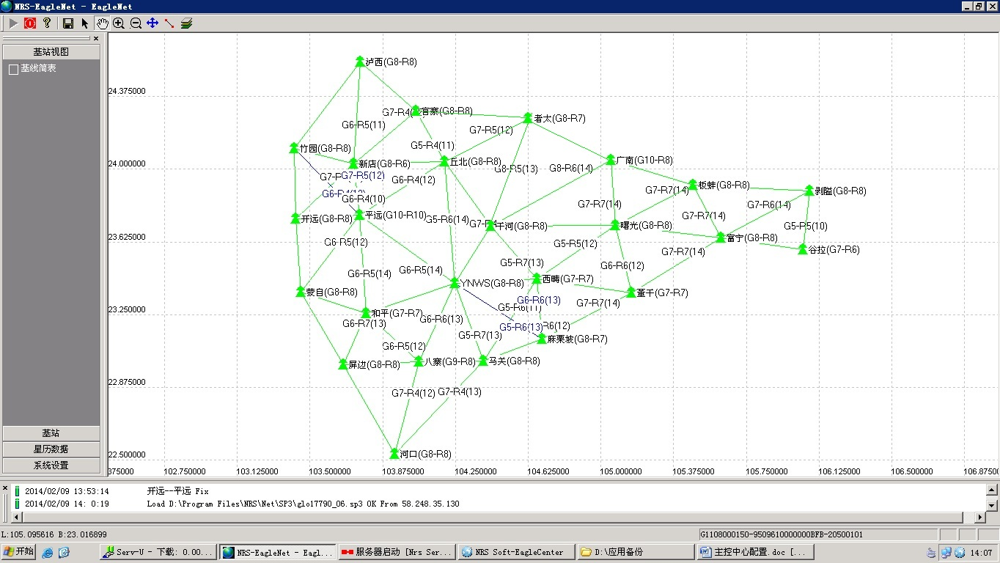 NRS-EagleNet - EagleNet
基站视图
基线简表
基站
星历数据
系统设置
24.375000
24.000000
23.625000
23.250000
22.875000
22.500000
泸西(G8-R8)
官寨(G8-R8)
G6-R5(11)
者太(G8-R7)
G7-R5(12)
G5-R4(11)
竹园(G8-R8)
新店(G8-R6)
丘北(G8-R8)
广南(G10-R8)
G8-R5(13)
G8-R6(14)
G7-R5(12)
G6-R4(12)
板蚌(G8-R8)
剥隘(G8-R8)
G7-R7(14)
G6-R4(10)
G7-R7(14)
G7-R6(14)
开远(G8-R8)
平远(G10-R10)
G5-R6(14)
G7-R7(14)
干河(G8-R8)
曙光(G8-R8)
G5-R5(10)
富宁(G8-R8)
G6-R5(12)
G5-R5(12)
谷拉(G7-R6)
G7-R7(14)
G5-R7(13)
G6-R6(12)
G6-R5(14)
G6-R5(14)
YNWS(G8-R8)
西畴(G7-R7)
蒙自(G8-R8)
董干(G7-R7)
G6-R6(13)
G7-R7(14)
和平(G7-R7)
G6-R6(13)
G6-R7(13)
G5-R6(13)
R6(12)
G5-R7(13)
麻栗坡(G8-R7)
G6-R5(12)
屏边(G8-R8)
八寨(G9-R8)
马关(G8-R8)
G7-R4(12)
G7-R4(13)
河口(G8-R8)
375000
102.750000
103.125000
103.500000
103.875000
104.250000
104.625000
105.000000
105.375000
105.750000
106.125000
106.500000
106.87500
2014/02/09 13:53:14 开远--平远 Fix
2014/02/09 14: 0:19 Load D:\Program Files\NRS\Net\SP3\glo17790_06.sp3 OK From 58.248.35.130
L:105.095616 B:23.016899
G1108000150-9509610000000BFB-20500101
开始
Serv-U - 下载: 0.00...
NRS-EagleNet - Eagl...
服务器启动 [Nrs Ser...
NRS Soft-EagleCenter
D:\应用备份
主控中心配置.doc [...
14:07